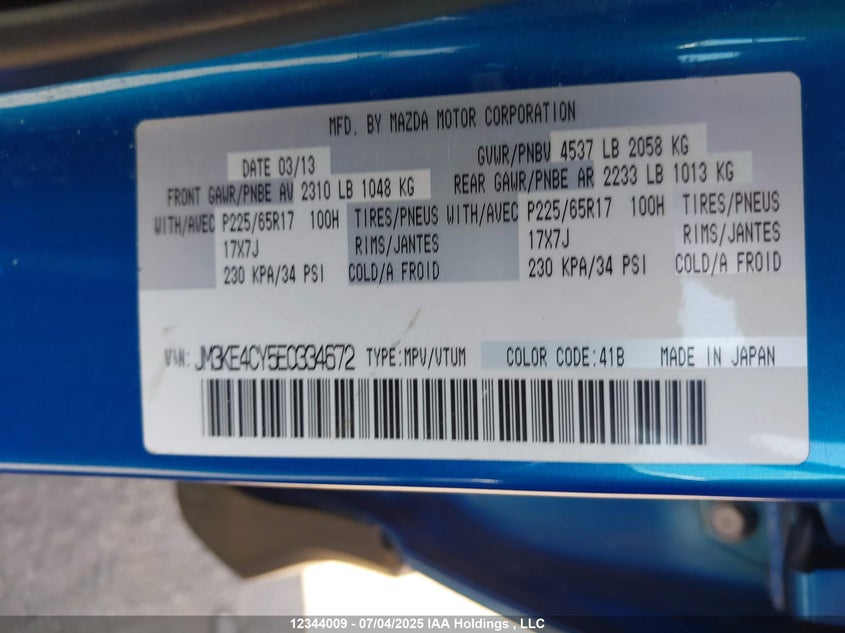 MFD. BY MAZDA MOTOR CORPORATION
DATE 03/13 GVWR/PNBV 4537 LB 2058 KG
FRONT GAWR/PNBE AV 2310 LB 1048 KG REAR GAWR/PNBE AR 2233 LB 1013 KG
WITH/AVEC P225/65R17 100H TIRES/PNEUS WITH/AVEC P225/65R17 100H TIRES/PNEUS
17X7J RIMS/JANTES 17X7J RIMS/JANTES
230 KPA/34 PSI COLD/A FROID 230 KPA/34 PSI COLD/A FROID
JM3KE4CY5E0334672 TYPE:MPV/VTUM COLOR CODE:41B MADE IN JAPAN
12344009 - 07/04/2025 IAA Holdings , LLC